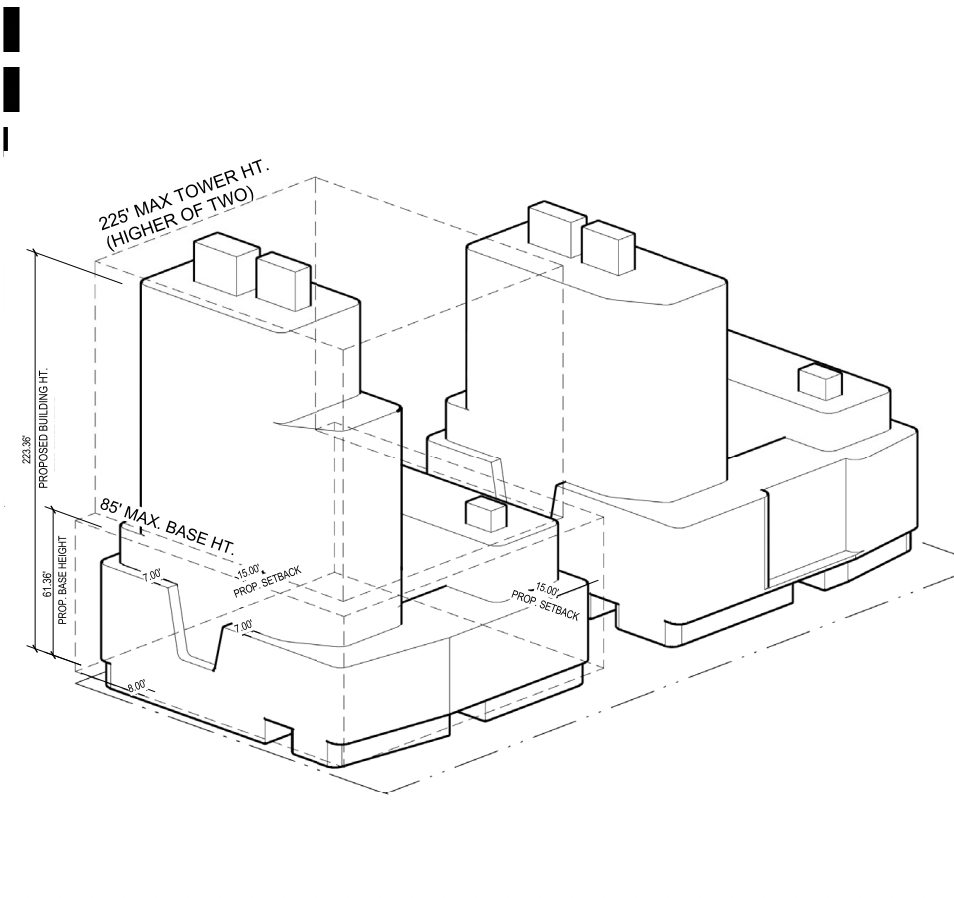 225' MAX TOWER HT.
(HIGHER OF TWO)
223.36'
PROPOSED BUILDING HT.
85' MAX. BASE HT.
61.36'
PROP. BASE HEIGHT
7.00'
15.00'
PROP. SETBACK
15.00'
PROP. SETBACK
7.00'
8.00'